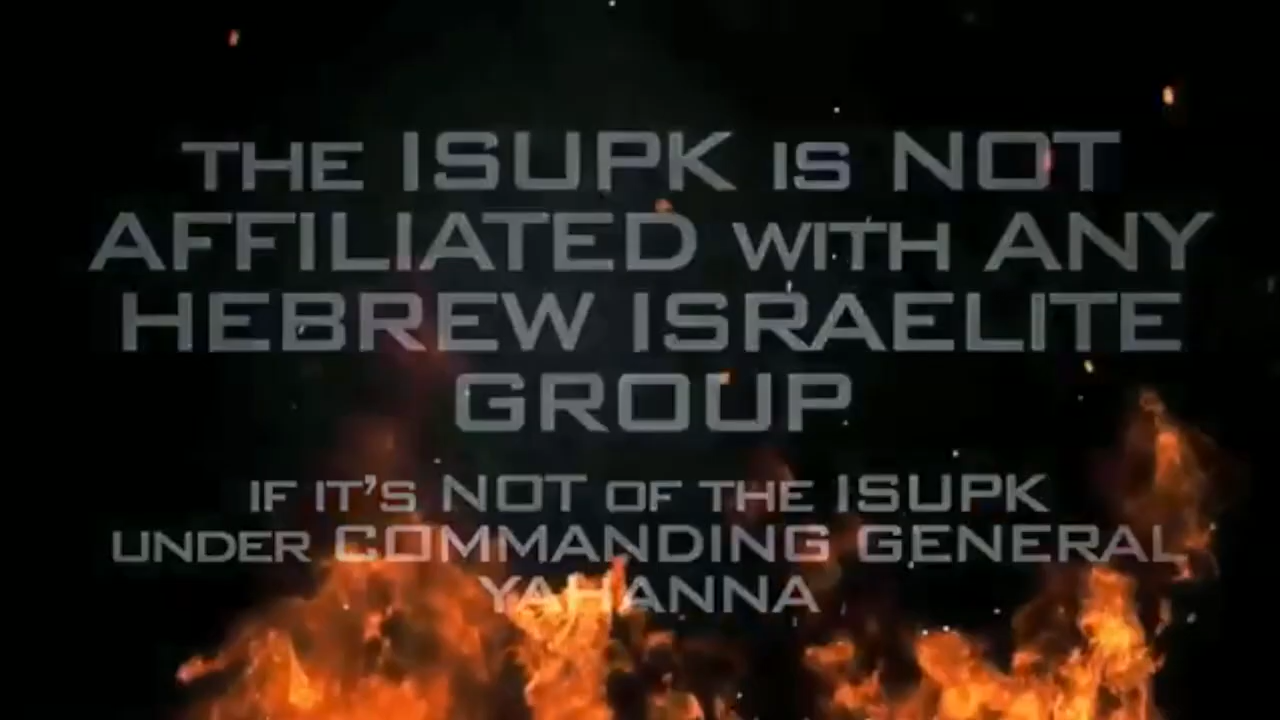 THE ISUPK IS NOT
AFFILIATED WITH ANY
HEBREW ISRAELITE
GROUP
IF IT'S NOT OF THE ISUPK
UNDER COMMANDING GENERAL
YAHANNA